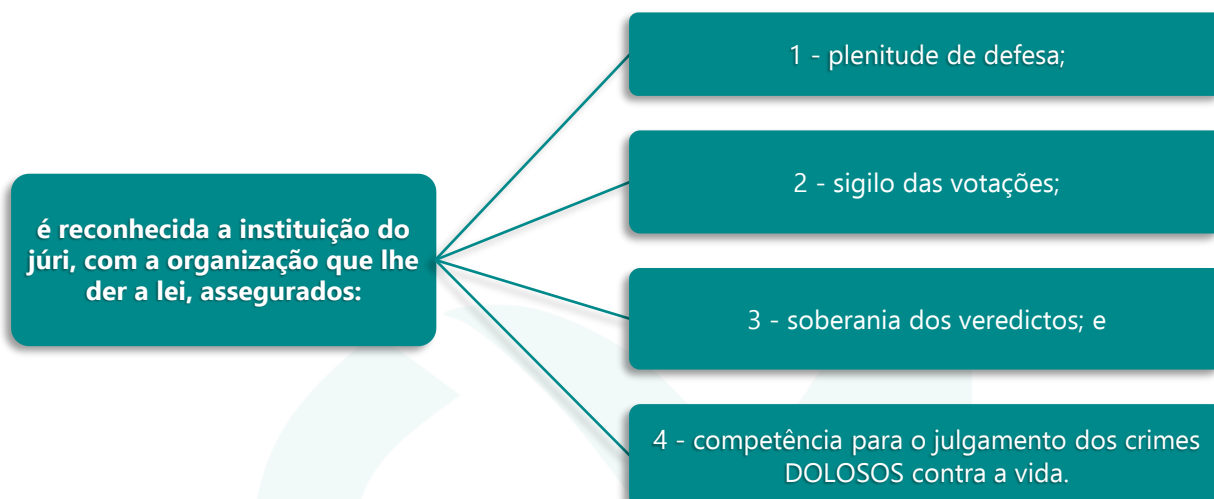 é reconhecida a instituição do
júri, com a organização que lhe
der a lei, assegurados:
1 - plenitude de defesa;
2 - sigilo das votações;
3 - soberania dos veredictos; e
4 - competência para o julgamento dos crimes
DOLOSOS contra a vida.